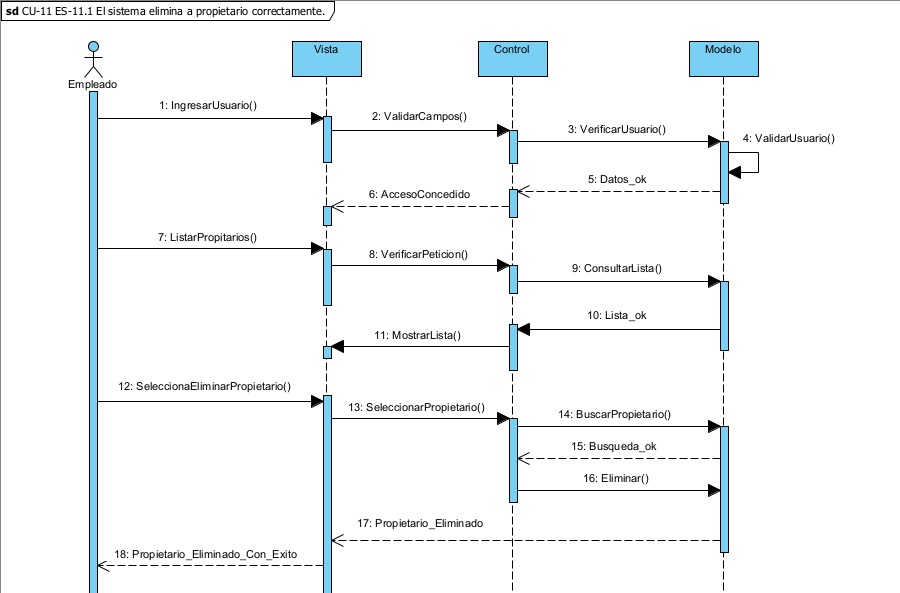 sd CU-11 ES-11.1 El sistema elimina a propietario correctamente.
Vista
Control
Modelo
Empleado
1: IngresarUsuario()
2: ValidarCampos()
3: VerificarUsuario()
4: ValidarUsuario()
5: Datos_ok
6: AccesoConcedido
7: ListarPropitarios()
8: VerificarPeticion()
9: ConsultarLista()
10: Lista_ok
11: MostrarLista()
12: SeleccionaEliminarPropietario()
13: SeleccionarPropietario()
14: BuscarPropietario()
15: Busqueda_ok
16: Eliminar()
17: Propietario_Eliminado
18: Propietario_Eliminado_Con_Exito